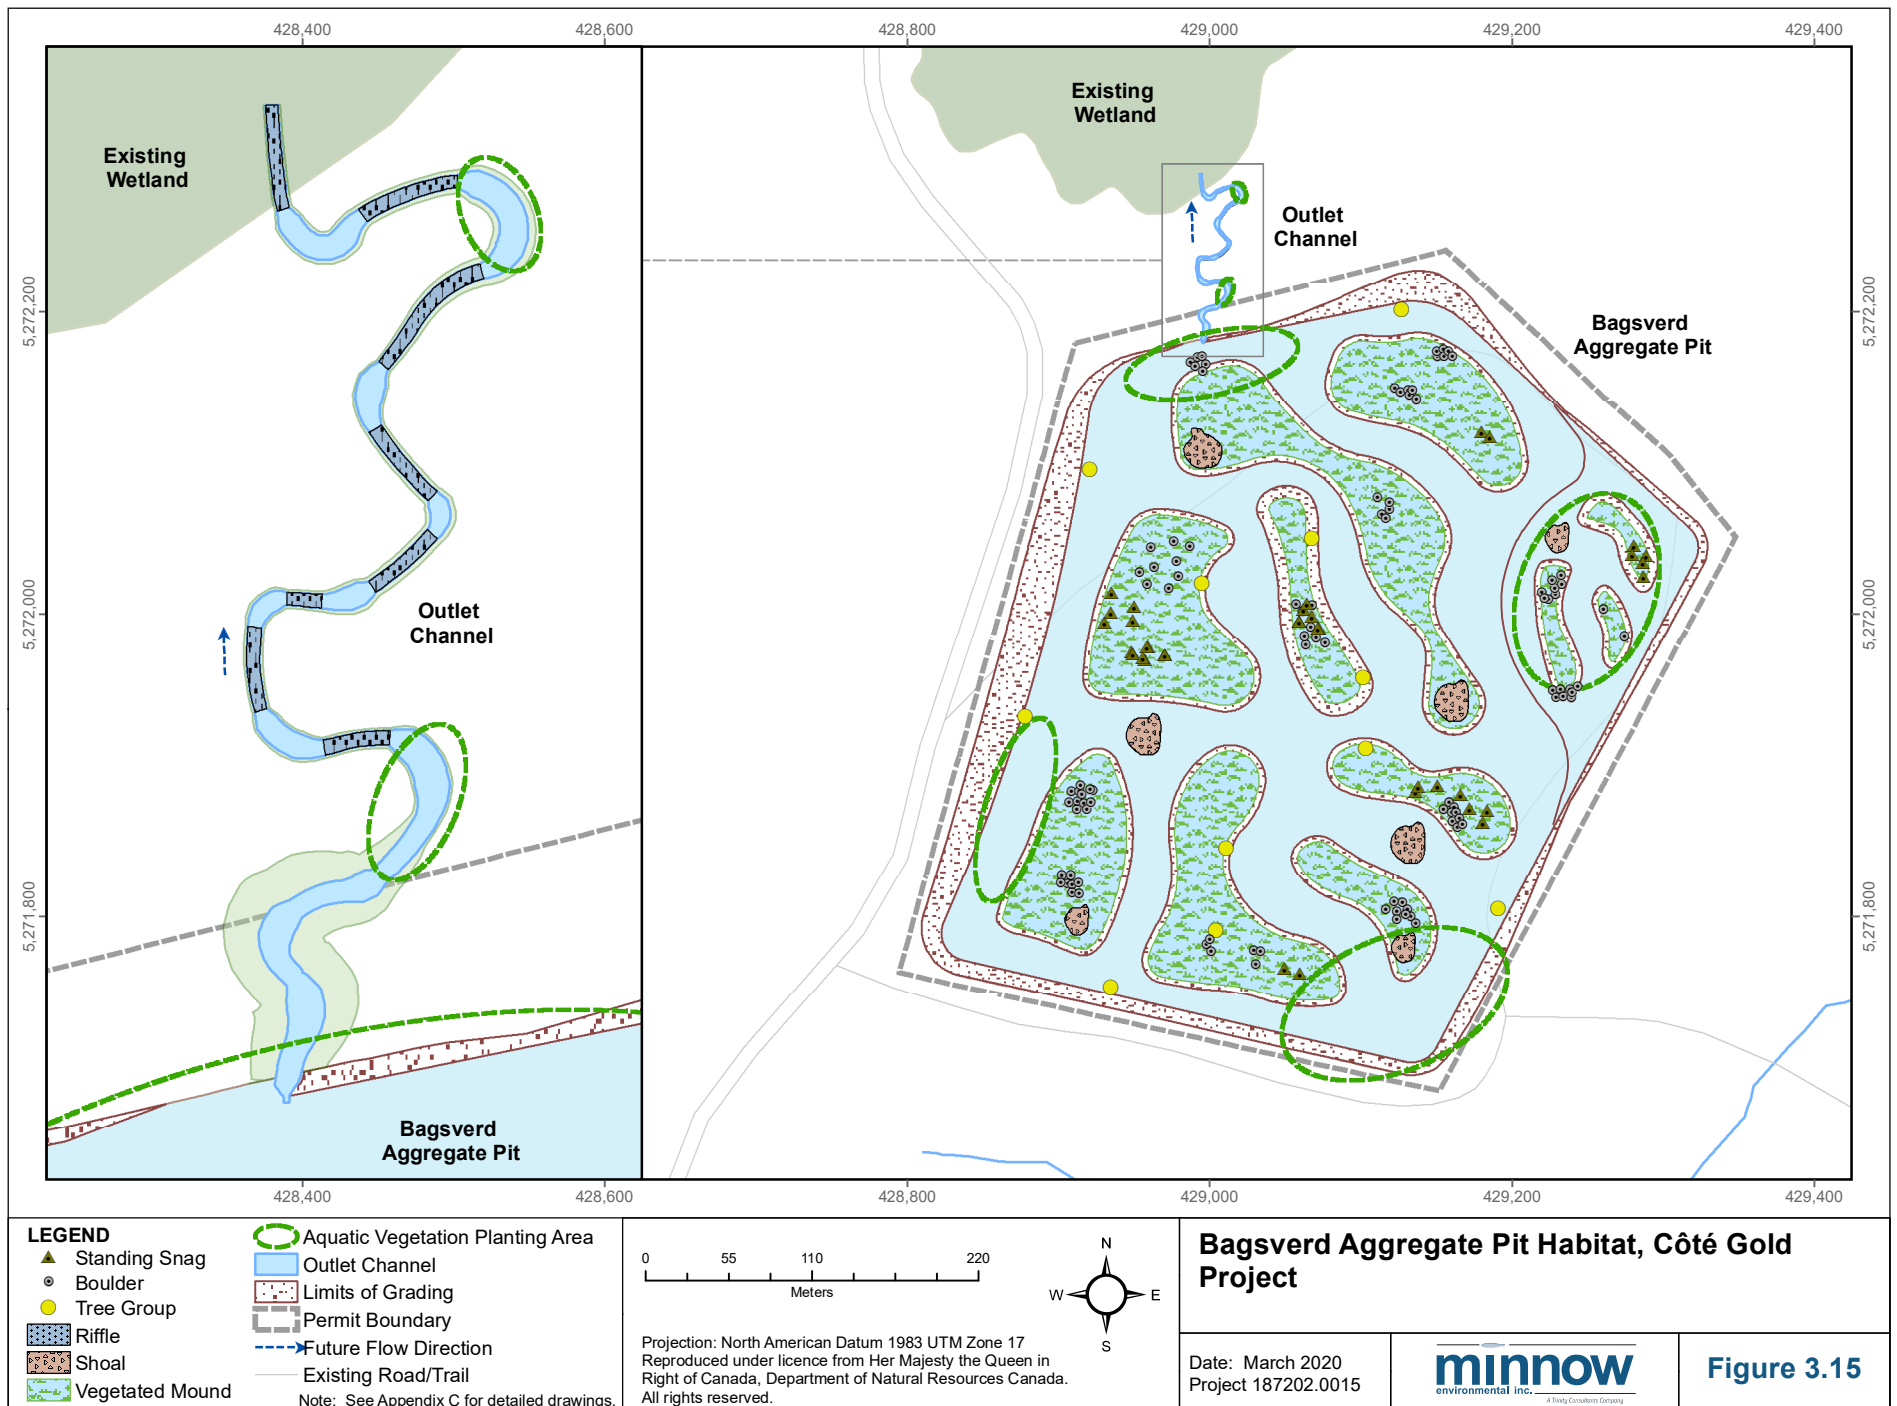 428,400
428,600
428,800
429,000
429,200
429,400
Existing
Wetland
Existing
Wetland
Outlet
Channel
Bagsverd
Aggregate Pit
5,272,200
5,272,200
5,272,000
5,272,000
5,271,800
5,271,800
Outlet
Channel
Bagsverd
Aggregate Pit
428,400
428,600
428,800
429,000
429,200
429,400
LEGEND
Standing Snag
Boulder
Tree Group
Riffle
Shoal
Vegetated Mound
Aquatic Vegetation Planting Area
Outlet Channel
Limits of Grading
Permit Boundary
Future Flow Direction
Existing Road/Trail
Note: See Appendix C for detailed drawings.
0 55 110 220
Meters
N
W E
S
Projection: North American Datum 1983 UTM Zone 17
Reproduced under licence from Her Majesty the Queen in
Right of Canada, Department of Natural Resources Canada.
All rights reserved.
Bagsverd Aggregate Pit Habitat, Côté Gold
Project
Date: March 2020
Project 187202.0015
minnow
environmental inc.
A Trinity Consultants Company
Figure 3.15